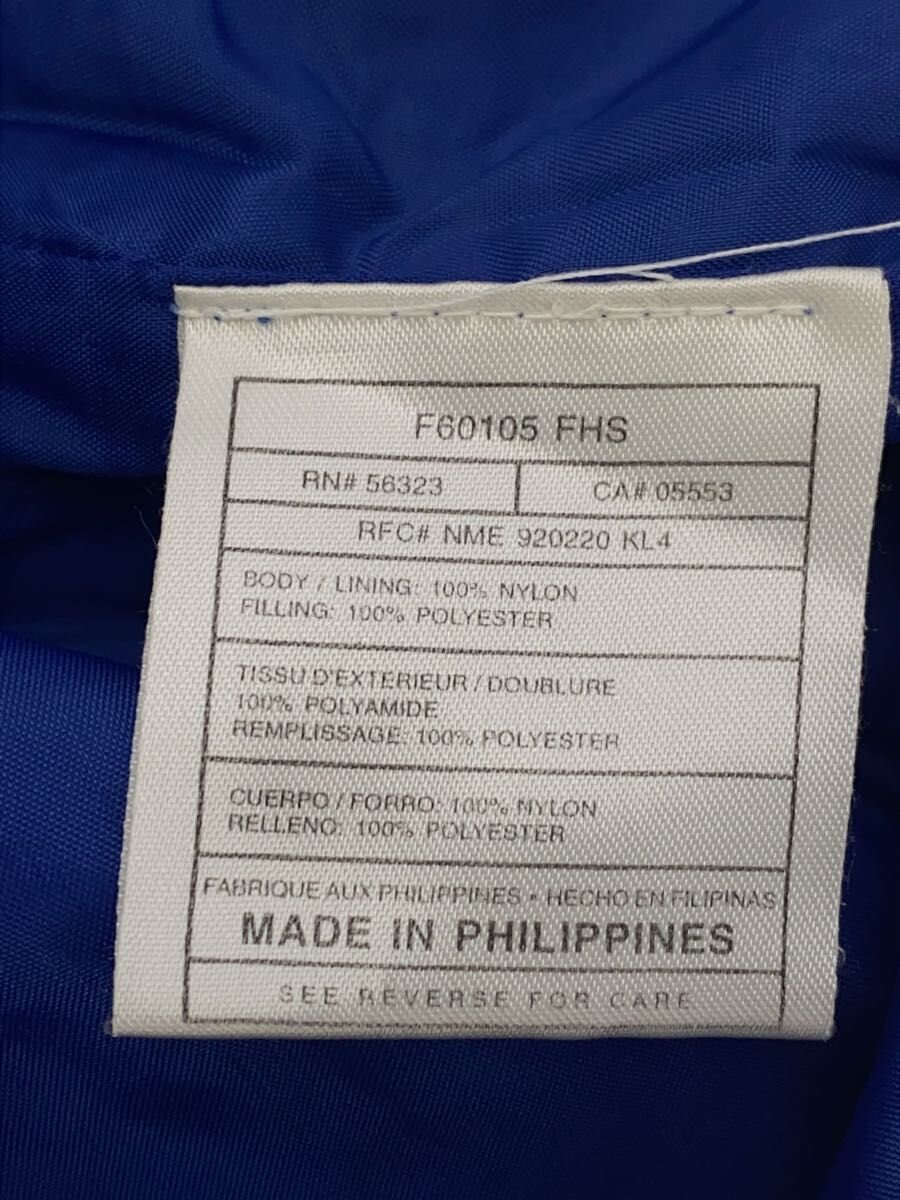 F60105 FHS
RN# 56323
CA# 05553
RFC# NME 920220 KL4
BODY / LINING: 100% NYLON
FILLING: 100% POLYESTER
TISSU D'EXTERIEUR / DOUBLURE
100% POLYAMIDE
REMPLISSAGE: 100% POLYESTER
CUERPO / FORRO: 100% NYLON
RELLENO: 100% POLYESTER
FABRIQUE AUX PHILIPPINES • HECHO EN FILIPINAS
MADE IN PHILIPPINES
SEE REVERSE FOR CARE